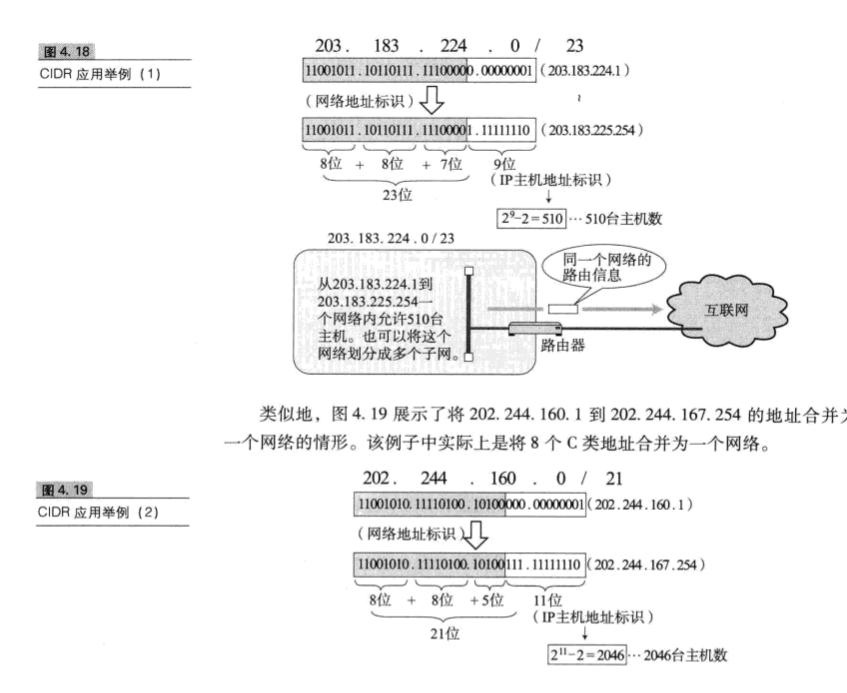 图 4.18
CIDR 应用举例（1）
203. 183 . 224 . 0 / 23
11001011.10110111.11100000.00000001（203.183.224.1）
（网络地址标识）
～
11001011.10110111.11100001.11111110（203.183.225.254）
8位 + 8位 + 7位 9位
（IP主机地址标识）
23位
2⁹-2=510 … 510台主机数
203.183.224.0/23
从203.183.224.1到
203.183.225.254一
个网络内允许510台
主机。也可以将这个
网络划分成多个子网。
同一个网络的
路由信息
互联网
路由器
类似地，图 4.19 展示了将 202.244.160.1 到 202.244.167.254 的地址合并为
一个网络的情形。该例子中实际上是将 8 个 C 类地址合并为一个网络。
图 4.19
CIDR 应用举例（2）
202. 244 . 160 . 0 / 21
11001010.11110100.10100000.00000001（202.244.160.1）
（网络地址标识）
11001010.11110100.10100111.11111110（202.244.167.254）
8位 + 8位 +5位 11位
（IP主机地址标识）
21位
2¹¹-2=2046 … 2046台主机数